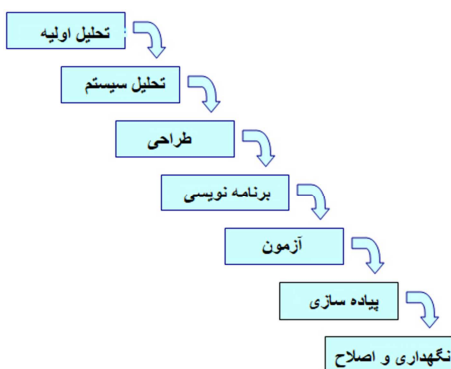 تحلیل اولیه
تحلیل سیستم
طراحی
برنامه نویسی
آزمون
پیاده سازی
نگهداری و اصلاح